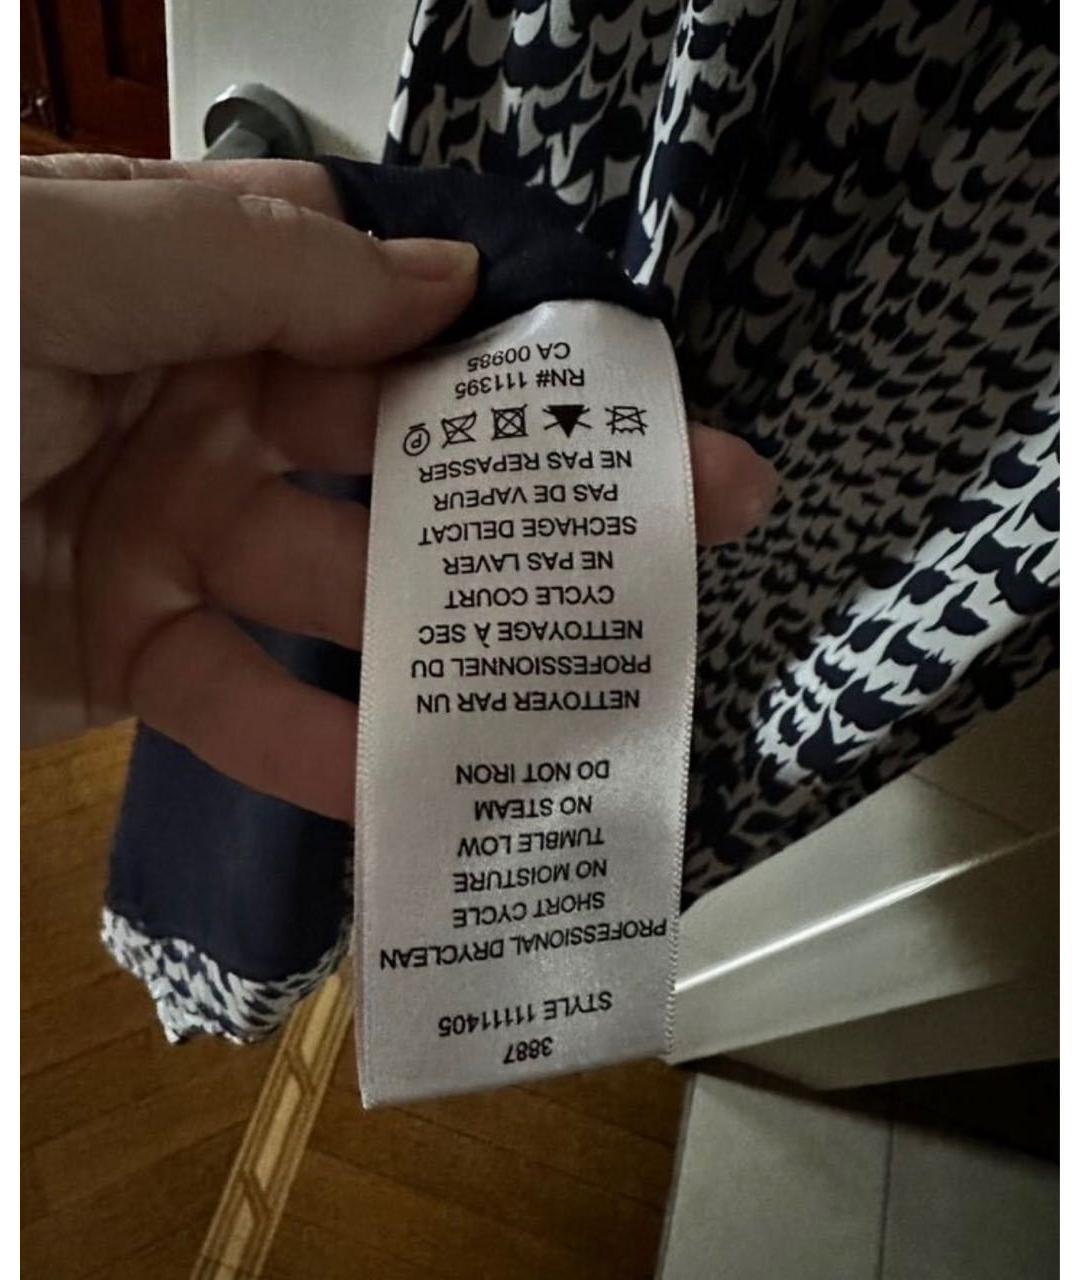 3887
STYLE 11111405
PROFESSIONAL DRYCLEAN
SHORT CYCLE
NO MOISTURE
TUMBLE LOW
NO STEAM
DO NOT IRON
NETTOYER PAR UN
PROFESSIONNEL DU
NETTOYAGE À SEC
CYCLE COURT
NE PAS LAVER
SECHAGE DELICAT
PAS DE VAPEUR
NE PAS REPASSER
P
RN# 111395
CA 00985